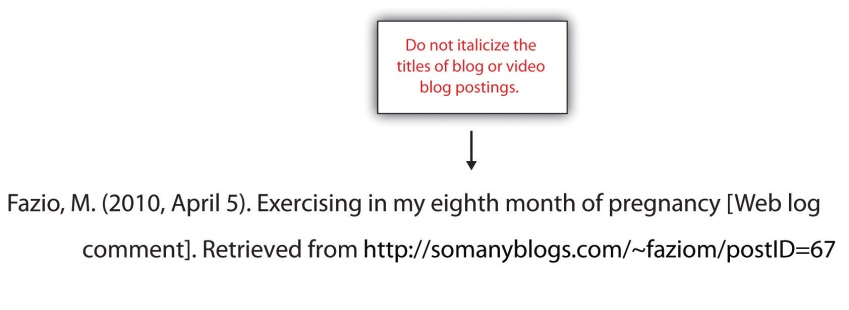 Do not italicize the
titles of blog or video
blog postings.
Fazio, M. (2010, April 5). Exercising in my eighth month of pregnancy [Web log
comment]. Retrieved from http://somanyblogs.com/~faziom/postID=67